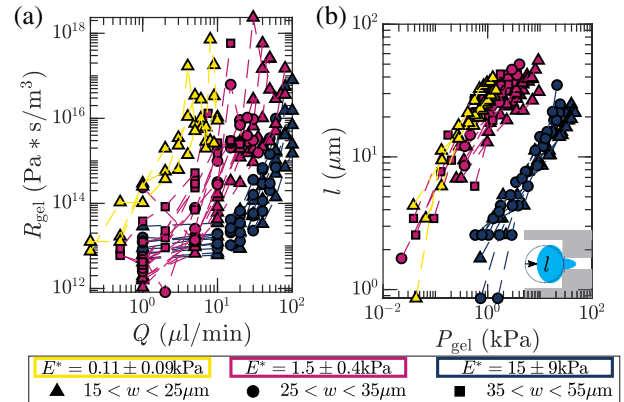 (a)
(b)
10^18
10^16
10^14
10^12
R_gel (Pa * s/m^3)
10^0
10^1
10^2
Q (μl/min)
10^2
10^1
10^0
l (μm)
10^-2
10^0
10^2
P_gel (kPa)
l
E* = 0.11 ± 0.09kPa
E* = 1.5 ± 0.4kPa
E* = 15 ± 9kPa
15 < w < 25μm
25 < w < 35μm
35 < w < 55μm